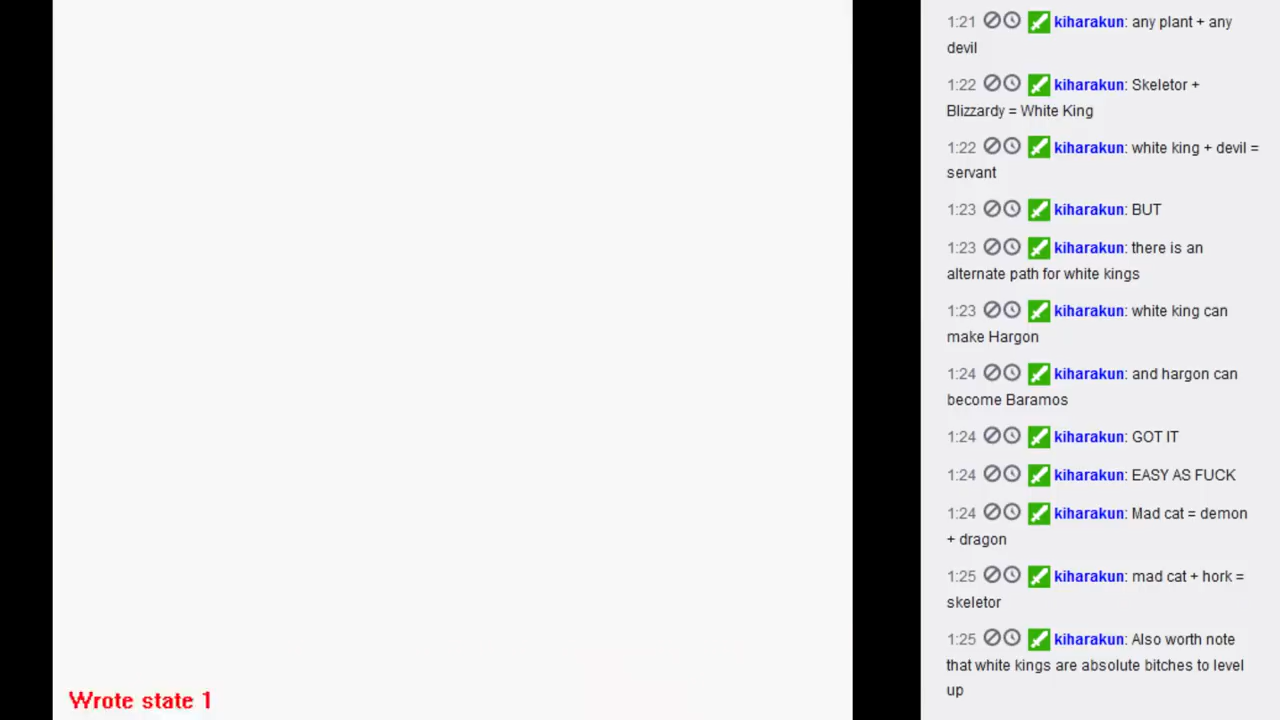 1:21 kiharakun: any plant + any
devil
1:22 kiharakun: Skeletor +
Blizzardy = White King
1:22 kiharakun: white king + devil =
servant
1:23 kiharakun: BUT
1:23 kiharakun: there is an
alternate path for white kings
1:23 kiharakun: white king can
make Hargon
1:24 kiharakun: and hargon can
become Baramos
1:24 kiharakun: GOT IT
1:24 kiharakun: EASY AS FUCK
1:24 kiharakun: Mad cat = demon
+ dragon
1:25 kiharakun: mad cat + hork =
skeletor
1:25 kiharakun: Also worth note
that white kings are absolute bitches to level
up
Wrote state 1